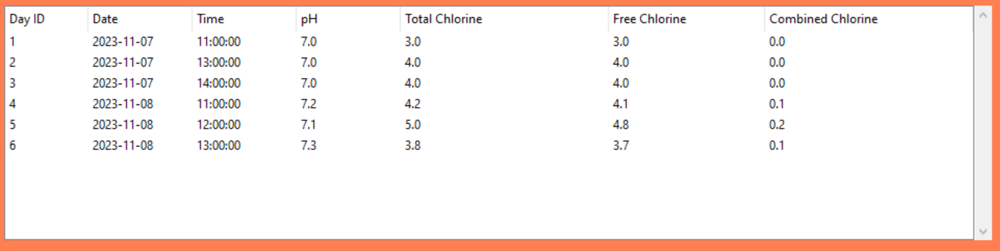 Day ID Date Time pH Total Chlorine Free Chlorine Combined Chlorine
1 2023-11-07 11:00:00 7.0 3.0 3.0 0.0
2 2023-11-07 13:00:00 7.0 4.0 4.0 0.0
3 2023-11-07 14:00:00 7.0 4.0 4.0 0.0
4 2023-11-08 11:00:00 7.2 4.2 4.1 0.1
5 2023-11-08 12:00:00 7.1 5.0 4.8 0.2
6 2023-11-08 13:00:00 7.3 3.8 3.7 0.1